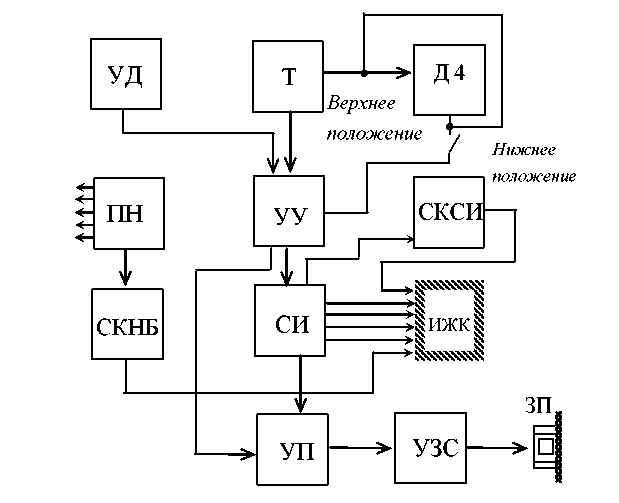 УД
Т
Д 4
Верхнее
положение
Нижнее
положение
ПН
УУ
СКСИ
СКНБ
СИ
ИЖК
ЗП
УП
УЗС